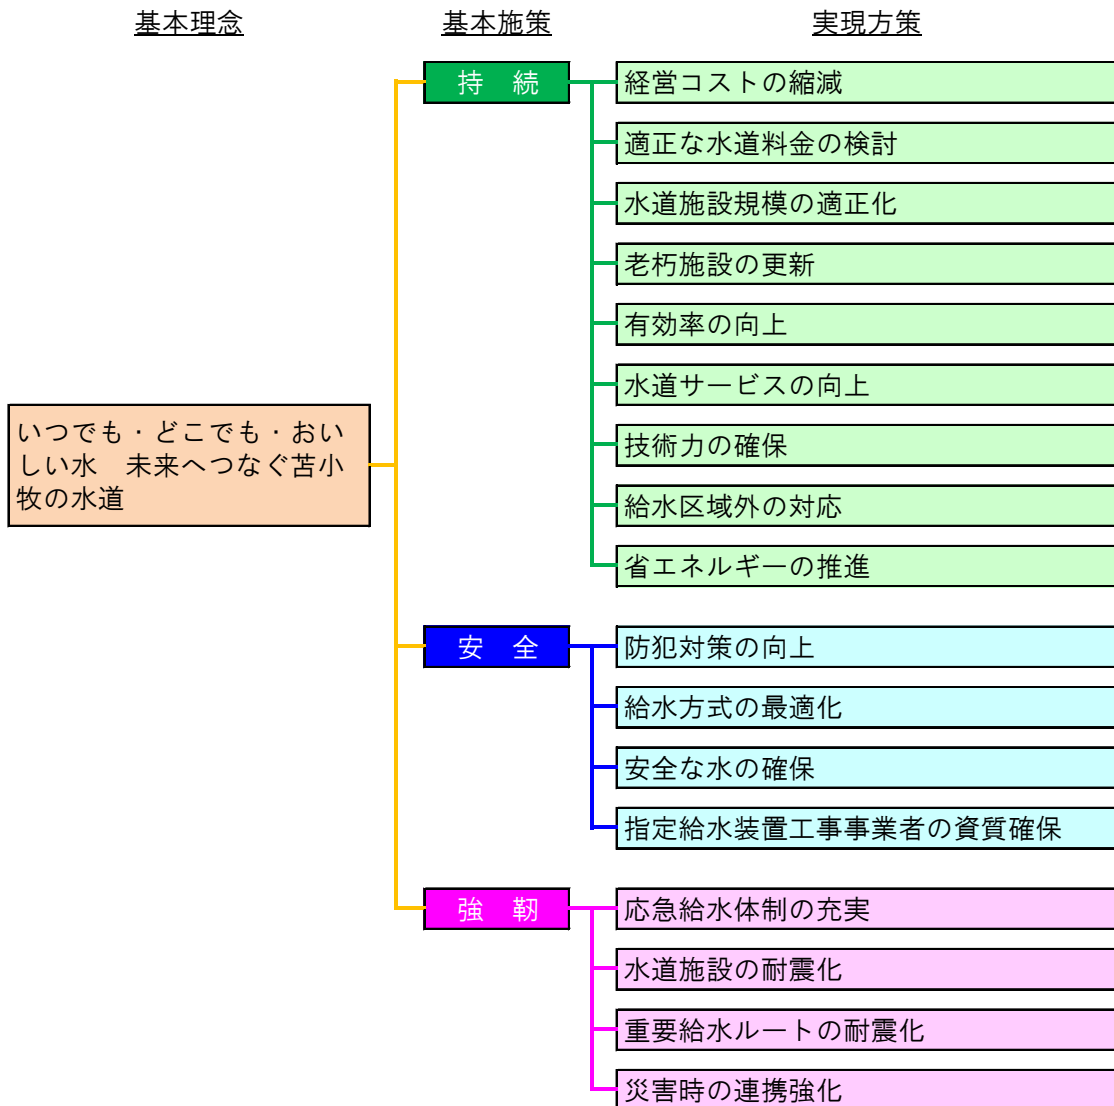 基本理念
基本施策
実現方策
いつでも・どこでも・おい
しい水　未来へつなぐ苫小
牧の水道
持　続
経営コストの縮減
適正な水道料金の検討
水道施設規模の適正化
老朽施設の更新
有効率の向上
水道サービスの向上
技術力の確保
給水区域外の対応
省エネルギーの推進
安　全
防犯対策の向上
給水方式の最適化
安全な水の確保
指定給水装置工事事業者の資質確保
強　靭
応急給水体制の充実
水道施設の耐震化
重要給水ルートの耐震化
災害時の連携強化